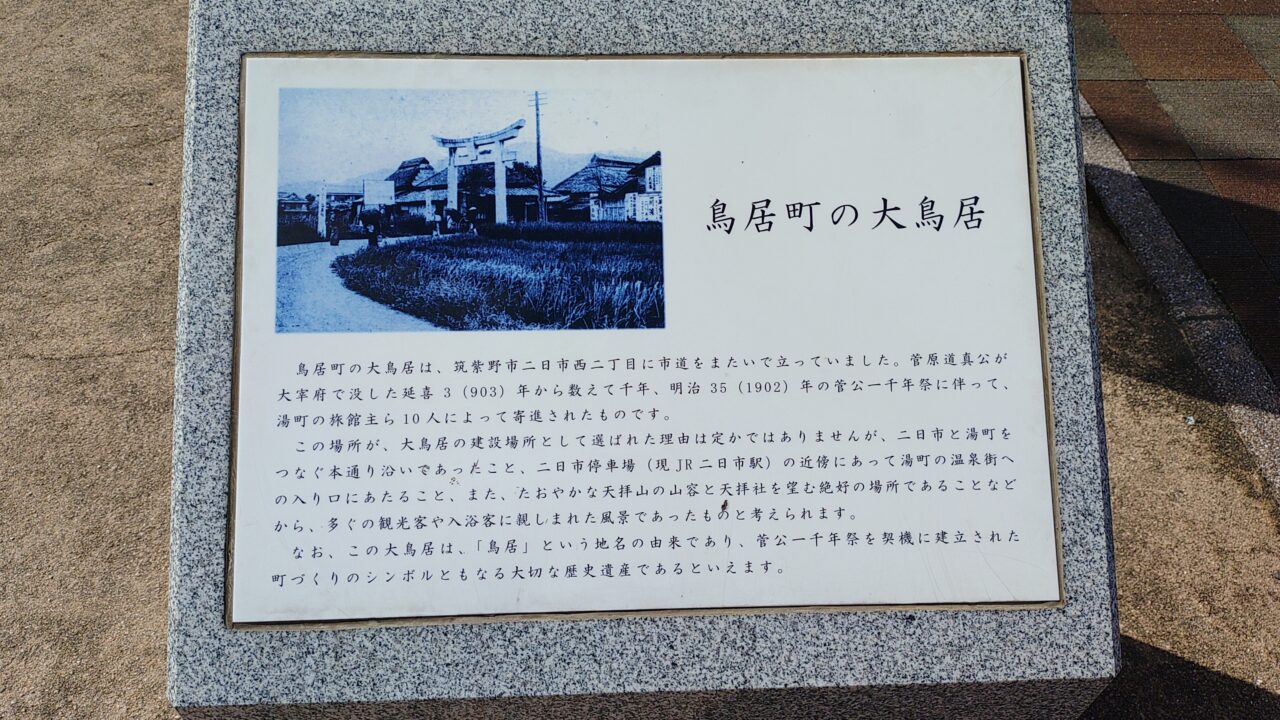 鳥居町の大鳥居
鳥居町の大鳥居は、筑紫野市二日市西二丁目に市道をまたいで立っていました。菅原道真公が
大宰府で没した延喜 3（903）年から数えて千年、明治 35（1902）年の菅公一千年祭に伴って、
湯町の旅館主ら 10 人によって寄進されたものです。
この場所が、大鳥居の建設場所として選ばれた理由は定かではありませんが、二日市と湯町を
つなぐ本通り沿いであったこと、二日市停車場（現 JR 二日市駅）の近傍にあって湯町の温泉街へ
の入り口にあたること、また、たおやかな天拝山の山容と天拝社を望む絶好の場所であることなど
から、多くの観光客や入浴客に親しまれた風景であったものと考えられます。
なお、この大鳥居は、「鳥居」という地名の由来であり、菅公一千年祭を契機に建立された
町づくりのシンボルともなる大切な歴史遺産であるといえます。